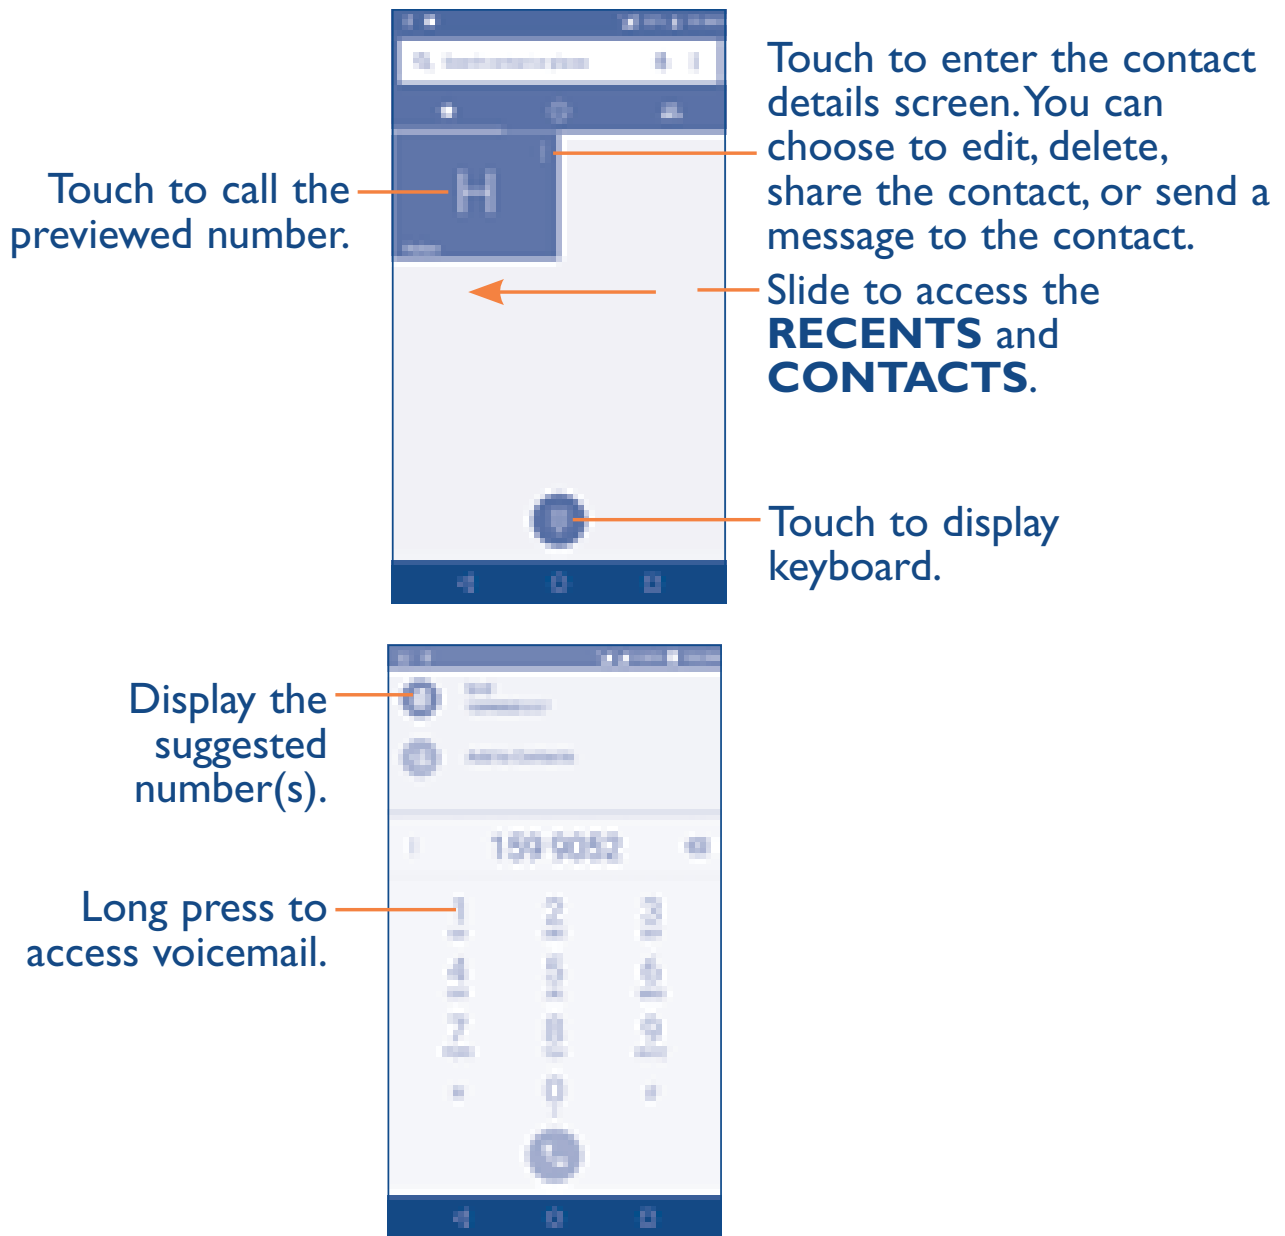 Touch to enter the contact
details screen. You can
choose to edit, delete,
share the contact, or send a
message to the contact.
Touch to call the
previewed number.
H
Slide to access the
RECENTS and
CONTACTS.
Touch to display
keyboard.
Display the
suggested
number(s).
Add to Contacts
159 9052
Long press to
access voicemail.
1 2 3
4 5 6
7 8 9
0